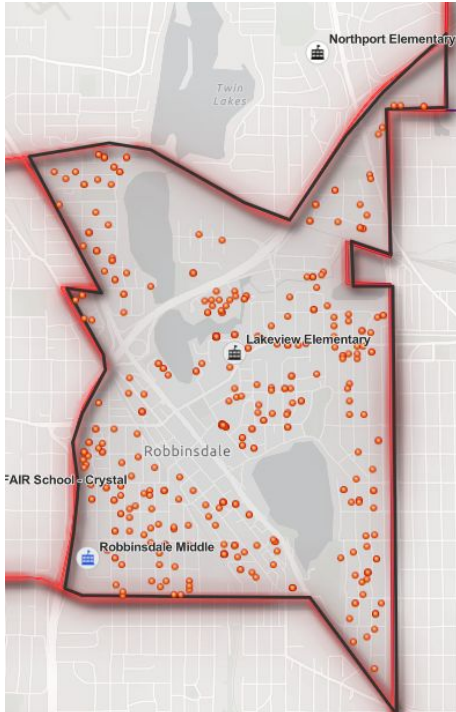 Northport Elementary
Twin
Lakes
Lakeview Elementary
Robbinsdale
FAIR School - Crystal
Robbinsdale Middle